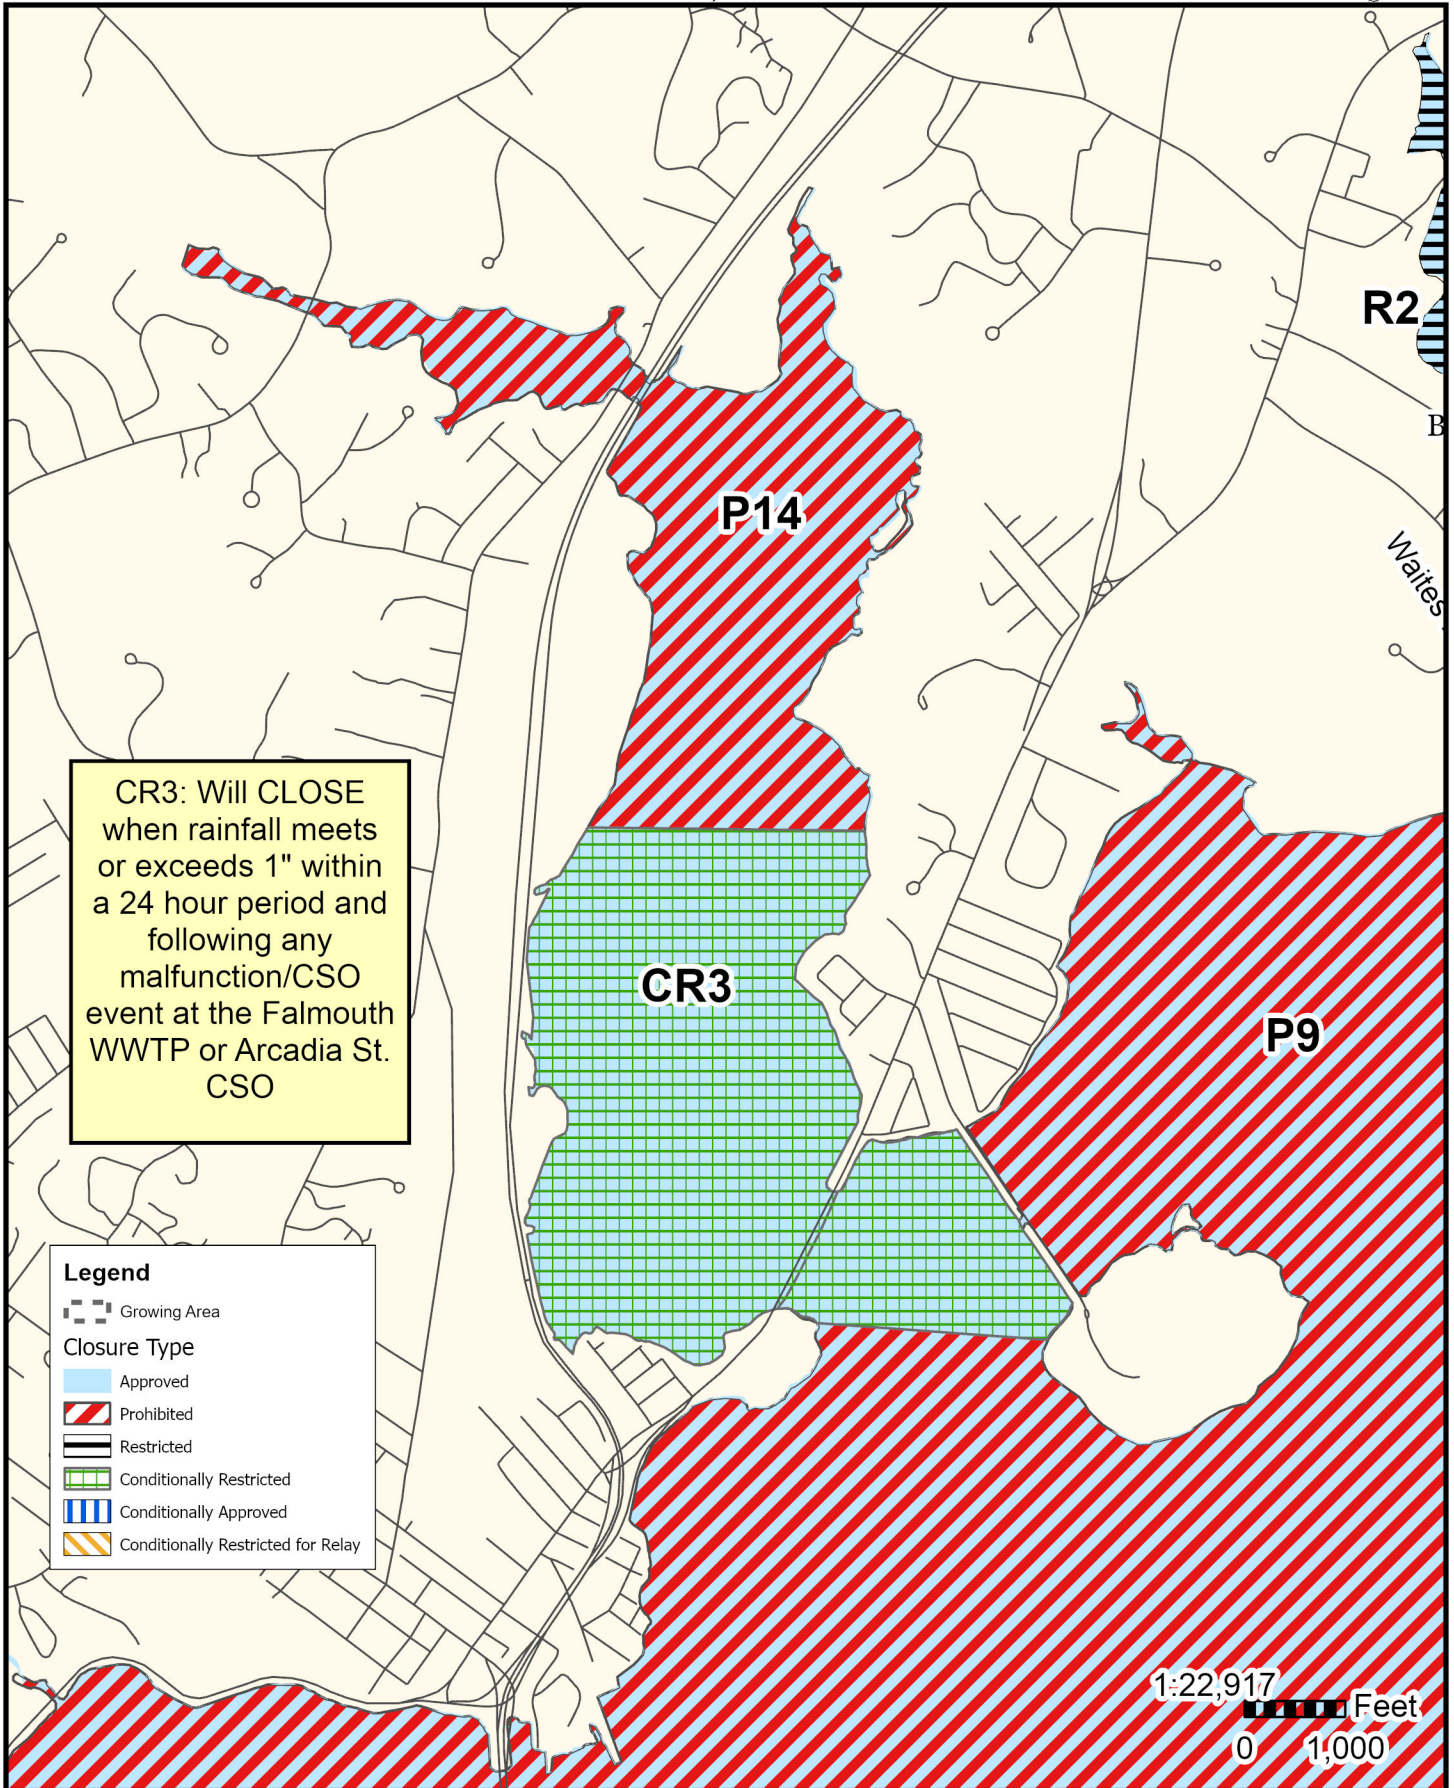 R2
B
P14
Waites
CR3: Will CLOSE
when rainfall meets
or exceeds 1" within
a 24 hour period and
following any
malfunction/CSO
event at the Falmouth
WWTP or Arcadia St.
CSO
CR3
P9
Legend
Growing Area
Closure Type
Approved
Prohibited
Restricted
Conditionally Restricted
Conditionally Approved
Conditionally Restricted for Relay
1:22,917
Feet
0 1,000